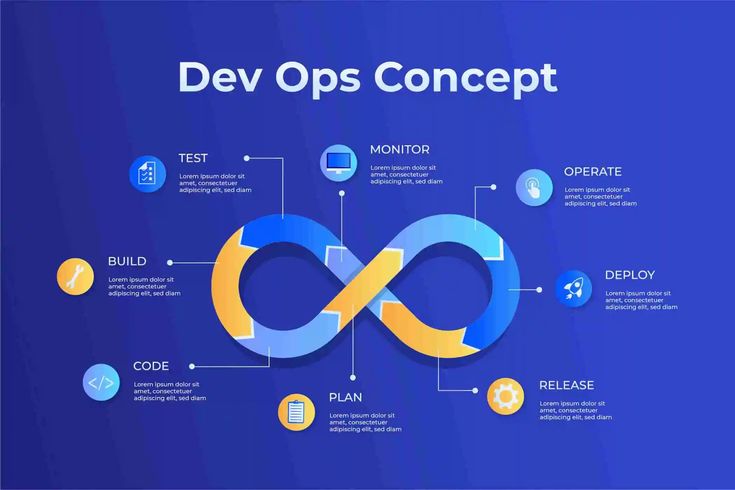 Dev Ops Concept
TEST
Lorem ipsum dolor sit
amet, consectetuer
adipiscing elit, sed diam
MONITOR
Lorem ipsum dolor sit
amet, consectetuer
adipiscing elit, sed diam
OPERATE
Lorem ipsum dolor sit
amet, consectetuer
adipiscing elit, sed diam
BUILD
Lorem ipsum dolor sit
amet, consectetuer
adipiscing elit, sed diam
DEPLOY
Lorem ipsum dolor sit
amet, consectetuer
adipiscing elit, sed diam
CODE
Lorem ipsum dolor sit
amet, consectetuer
adipiscing elit, sed diam
PLAN
Lorem ipsum dolor sit
amet, consectetuer
adipiscing elit, sed diam
RELEASE
Lorem ipsum dolor sit
amet, consectetuer
adipiscing elit, sed diam